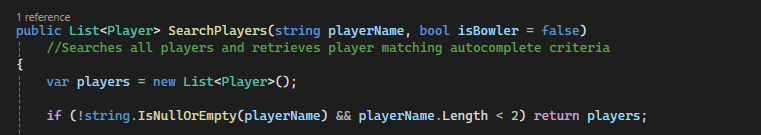 1 reference
public List<Player> SearchPlayers(string playerName, bool isBowler = false)
//Searches all players and retrieves player matching autocomplete criteria
{
var players = new List<Player>();
if (!string.IsNullOrEmpty(playerName) && playerName.Length < 2) return players;